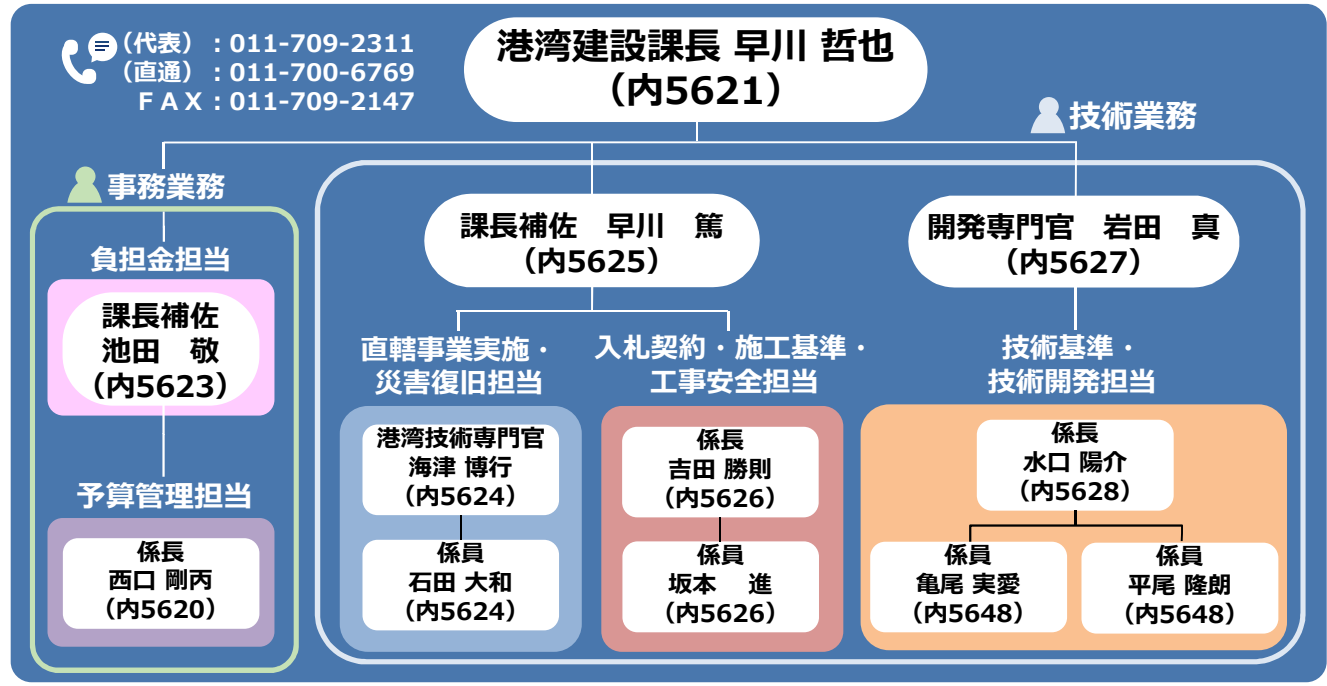 （代表）：011-709-2311
（直通）：011-700-6769
ＦＡＸ：011-709-2147
港湾建設課長 早川 哲也
（内5621）
技術業務
事務業務
負担金担当
課長補佐
池田　敬
（内5623）
予算管理担当
係長
西口 剛丙
（内5620）
課長補佐　早川　篤
（内5625）
直轄事業実施・
災害復旧担当
港湾技術専門官
海津 博行
（内5624）
係員
石田 大和
（内5624）
入札契約・施工基準・
工事安全担当
係長
吉田 勝則
（内5626）
係員
坂本　進
（内5626）
開発専門官　岩田　真
（内5627）
技術基準・
技術開発担当
係長
水口 陽介
（内5628）
係員
亀尾 実愛
（内5648）
係員
平尾 隆朗
（内5648）